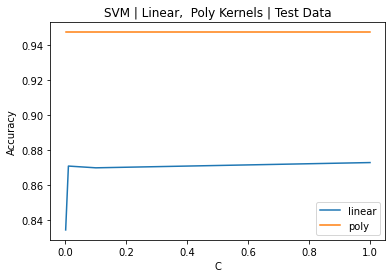 SVM | Linear,  Poly Kernels | Test Data
Accuracy
0.94
0.92
0.90
0.88
0.86
0.84
0.0 0.2 0.4 0.6 0.8 1.0
C
linear
poly